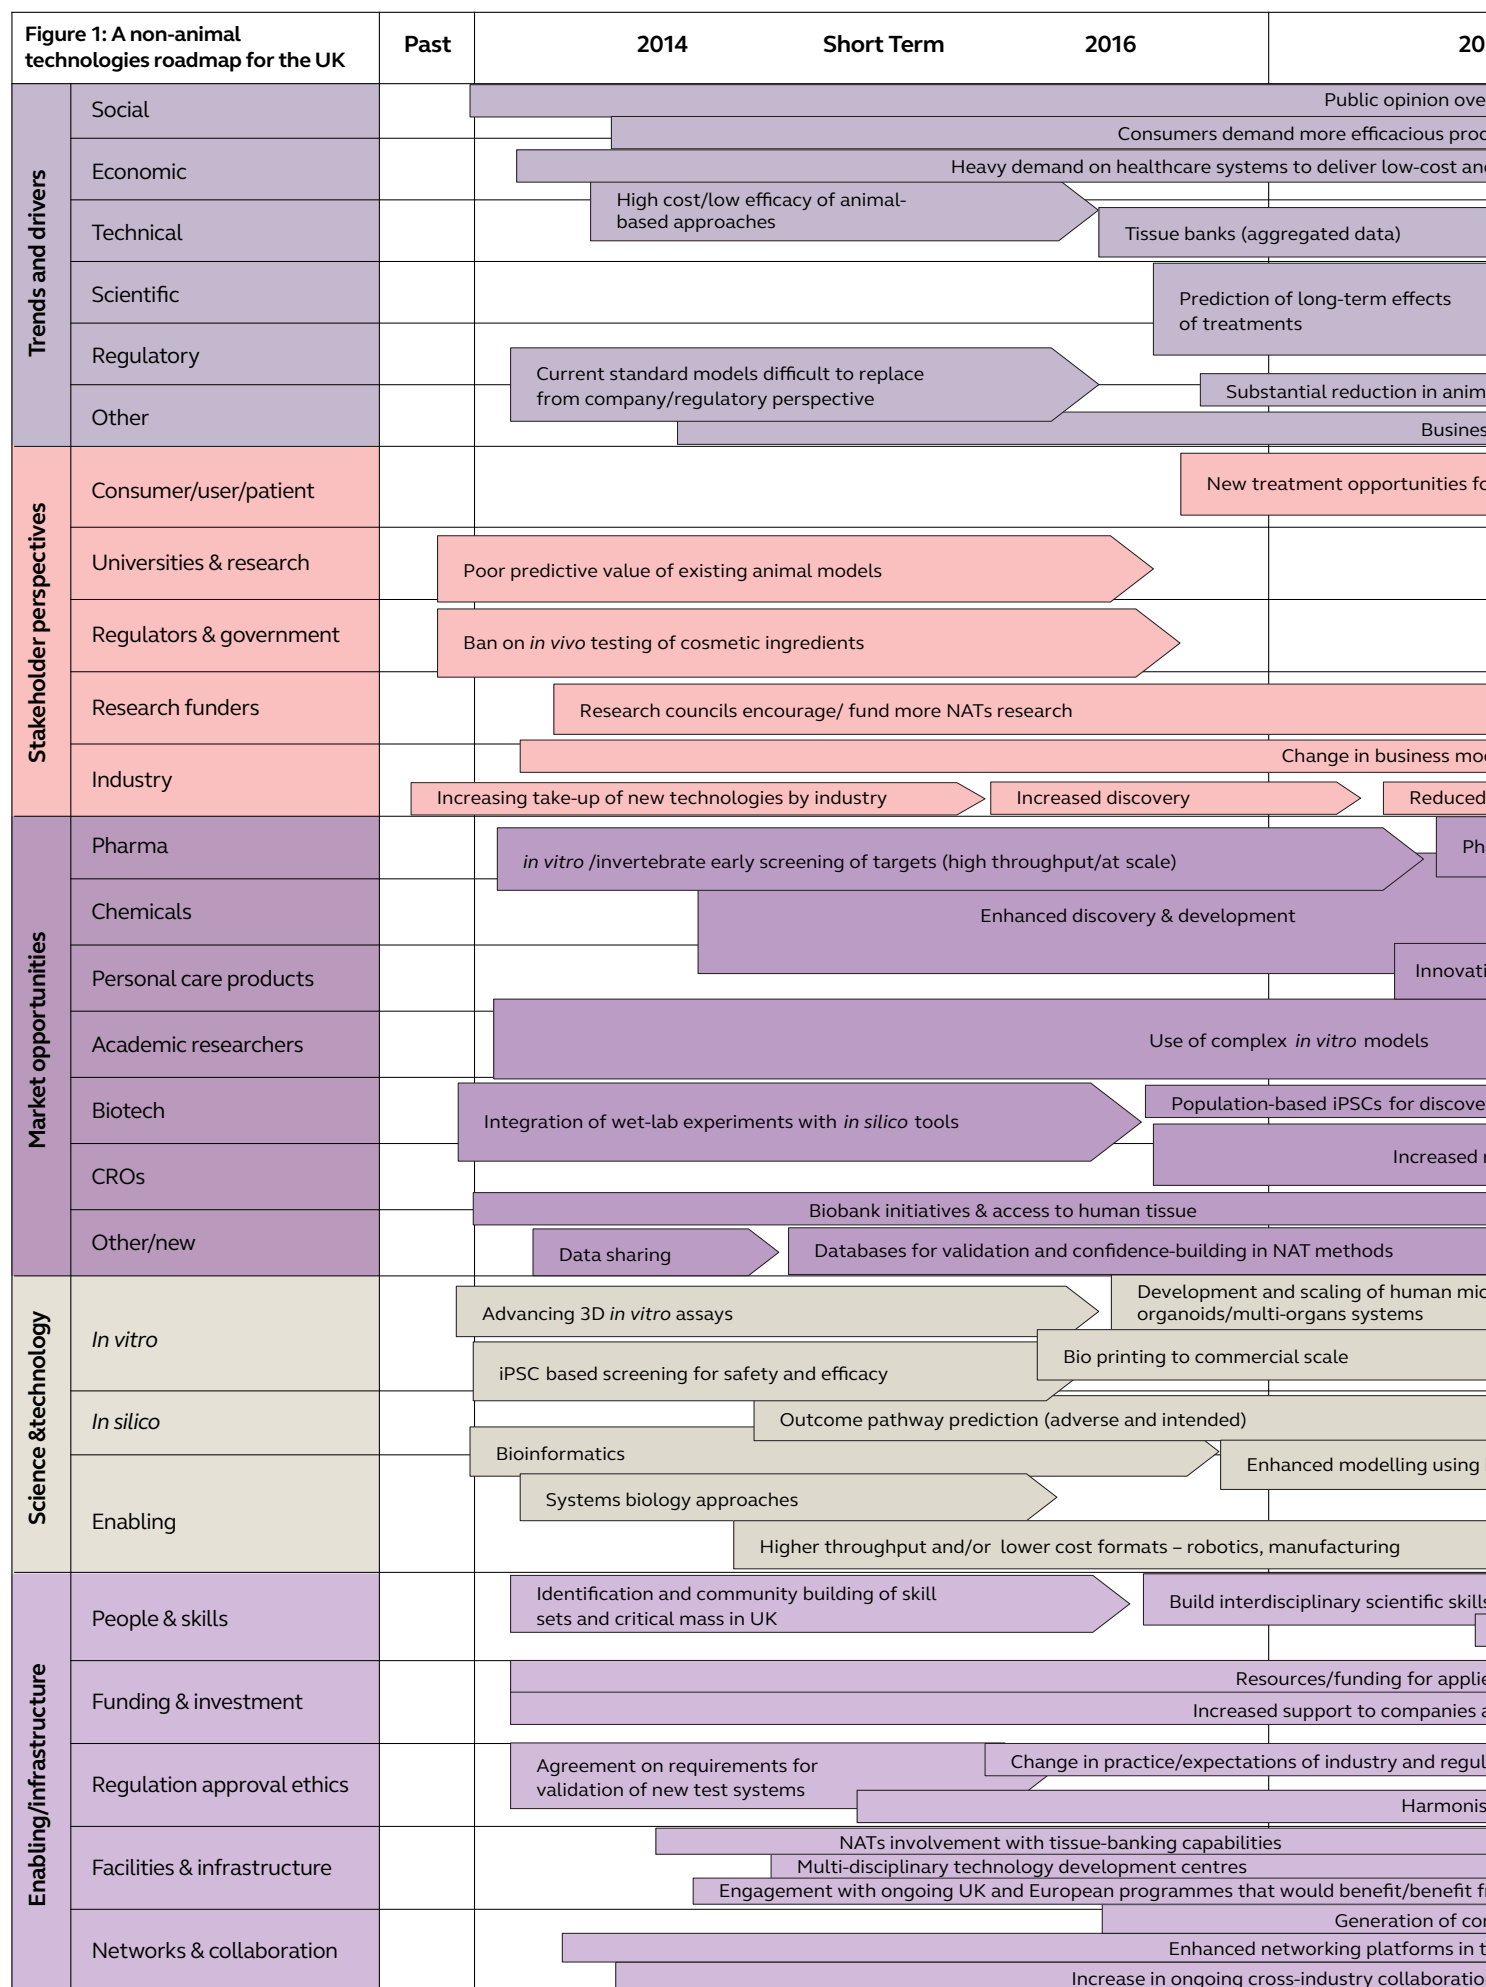 Figure 1: A non-animal
technologies roadmap for the UK
Past
2014
Short Term
2016
20
Trends and drivers
Social
Public opinion ove
Consumers demand more efficacious prod
Economic
Heavy demand on healthcare systems to deliver low-cost and
High cost/low efficacy of animal-
based approaches
Technical
Tissue banks (aggregated data)
Scientific
Prediction of long-term effects
of treatments
Regulatory
Current standard models difficult to replace
from company/regulatory perspective
Substantial reduction in anim
Other
Busines
Stakeholder perspectives
Consumer/user/patient
New treatment opportunities fo
Universities & research
Poor predictive value of existing animal models
Regulators & government
Ban on in vivo testing of cosmetic ingredients
Research funders
Research councils encourage/ fund more NATs research
Change in business mod
Industry
Increasing take-up of new technologies by industry
Increased discovery
Reduced
Market opportunities
Pharma
in vitro /invertebrate early screening of targets (high throughput/at scale)
Ph
Chemicals
Enhanced discovery & development
Personal care products
Innovati
Academic researchers
Use of complex in vitro models
Biotech
Integration of wet-lab experiments with in silico tools
Population-based iPSCs for discove
CROs
Increased
Biobank initiatives & access to human tissue
Other/new
Data sharing
Databases for validation and confidence-building in NAT methods
Science &technology
In vitro
Advancing 3D in vitro assays
Development and scaling of human mic
organoids/multi-organs systems
Bio printing to commercial scale
iPSC based screening for safety and efficacy
In silico
Outcome pathway prediction (adverse and intended)
Bioinformatics
Enhanced modelling using
Enabling
Systems biology approaches
Higher throughput and/or lower cost formats – robotics, manufacturing
Enabling/infrastructure
People & skills
Identification and community building of skill
sets and critical mass in UK
Build interdisciplinary scientific skills
Funding & investment
Resources/funding for applie
Increased support to companies a
Regulation approval ethics
Agreement on requirements for
validation of new test systems
Change in practice/expectations of industry and regul
Harmonis
Facilities & infrastructure
NATs involvement with tissue-banking capabilities
Multi-disciplinary technology development centres
Engagement with ongoing UK and European programmes that would benefit/benefit f
Networks & collaboration
Generation of con
Enhanced networking platforms in t
Increase in ongoing cross-industry collaboratio